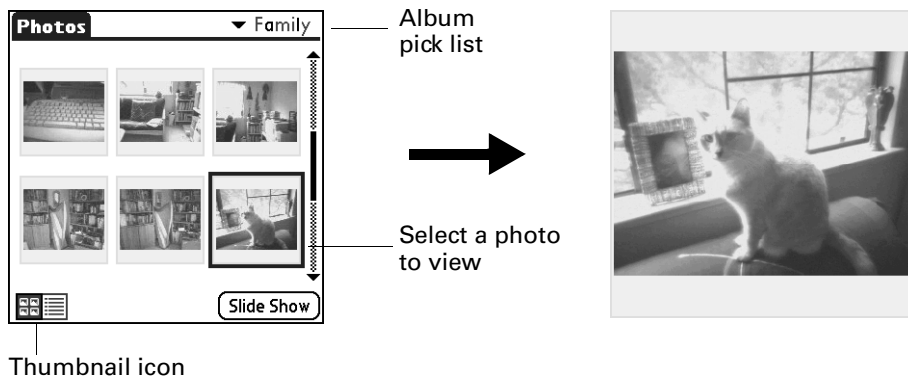 Photos
Family
Album
pick list
Select a photo
to view
Slide Show
Thumbnail icon